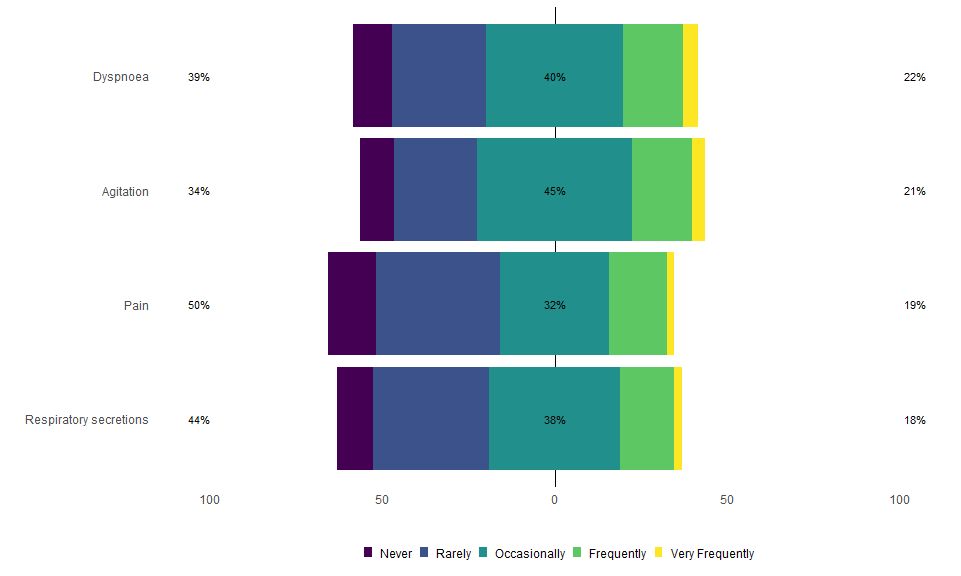 Dyspnoea 39% 40% 22%
Agitation 34% 45% 21%
Pain 50% 32% 19%
Respiratory secretions 44% 38% 18%
100 50 0 50 100
Never Rarely Occasionally Frequently Very Frequently